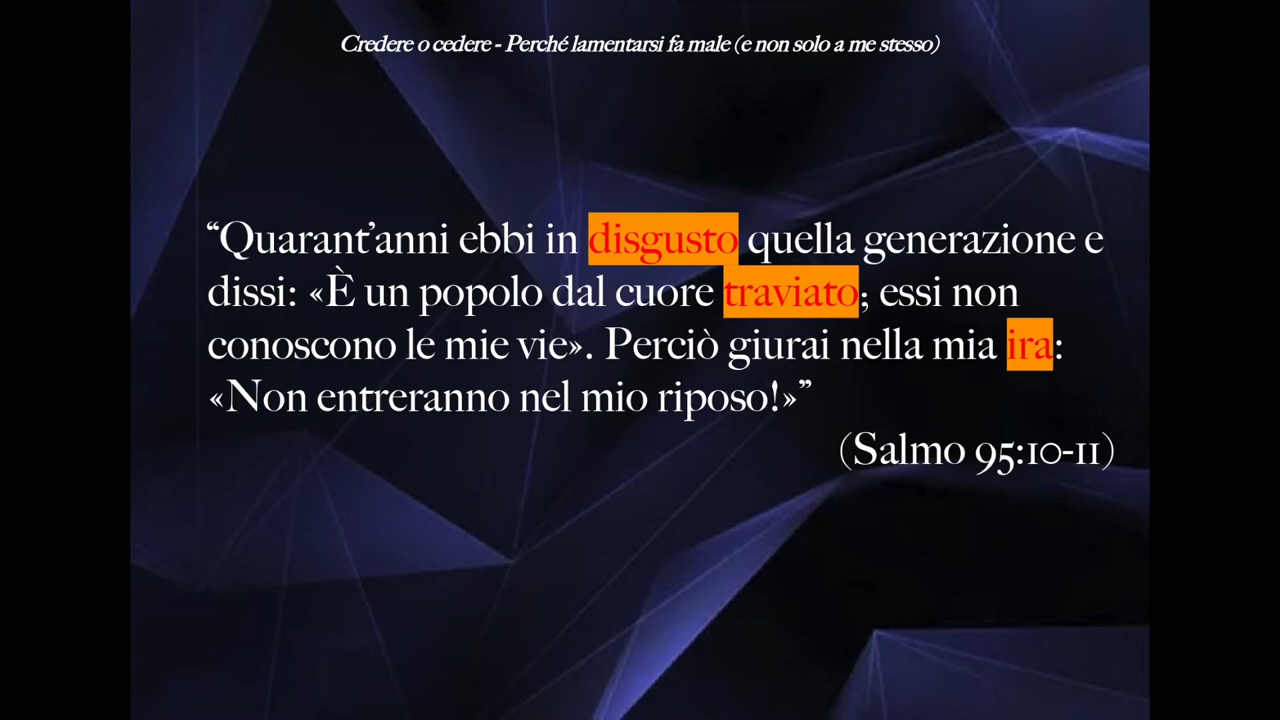 Credere o cedere - Perché lamentarsi fa male (e non solo a me stesso)
“Quarant’anni ebbi in disgusto quella generazione e
dissi: «È un popolo dal cuore traviato; essi non
conoscono le mie vie». Perciò giurai nella mia ira:
«Non entreranno nel mio riposo!»”
(Salmo 95:10-11)